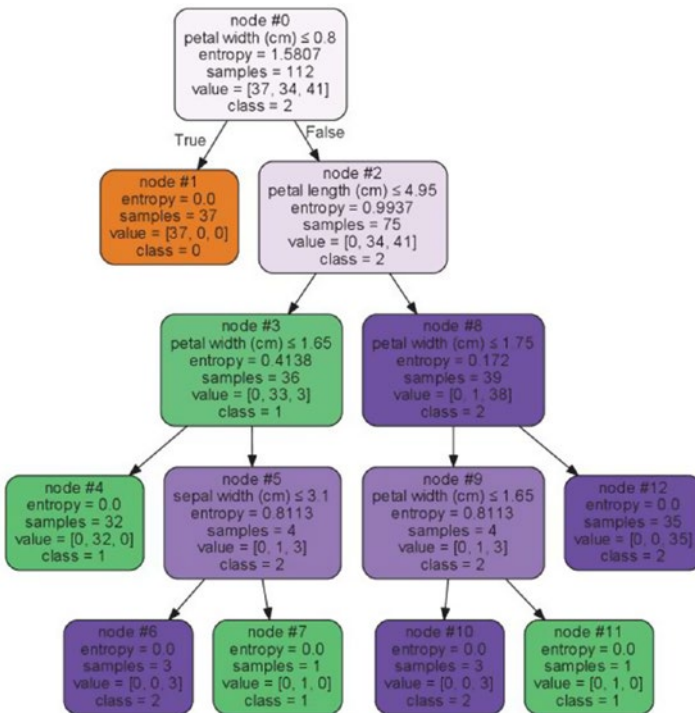 node #0
petal width (cm) ≤ 0.8
entropy = 1.5807
samples = 112
value = [37, 34, 41]
class = 2
True
False
node #1
entropy = 0.0
samples = 37
value = [37, 0, 0]
class = 0
node #2
petal length (cm) ≤ 4.95
entropy = 0.9937
samples = 75
value = [0, 34, 41]
class = 2
node #3
petal width (cm) ≤ 1.65
entropy = 0.4138
samples = 36
value = [0, 33, 3]
class = 1
node #8
petal width (cm) ≤ 1.75
entropy = 0.172
samples = 39
value = [0, 1, 38]
class = 2
node #4
entropy = 0.0
samples = 32
value = [0, 32, 0]
class = 1
node #5
sepal width (cm) ≤ 3.1
entropy = 0.8113
samples = 4
value = [0, 1, 3]
class = 2
node #9
petal width (cm) ≤ 1.65
entropy = 0.8113
samples = 4
value = [0, 1, 3]
class = 2
node #12
entropy = 0.0
samples = 35
value = [0, 0, 35]
class = 2
node #6
entropy = 0.0
samples = 3
value = [0, 0, 3]
class = 2
node #7
entropy = 0.0
samples = 1
value = [0, 1, 0]
class = 1
node #10
entropy = 0.0
samples = 3
value = [0, 0, 3]
class = 2
node #11
entropy = 0.0
samples = 1
value = [0, 1, 0]
class = 1